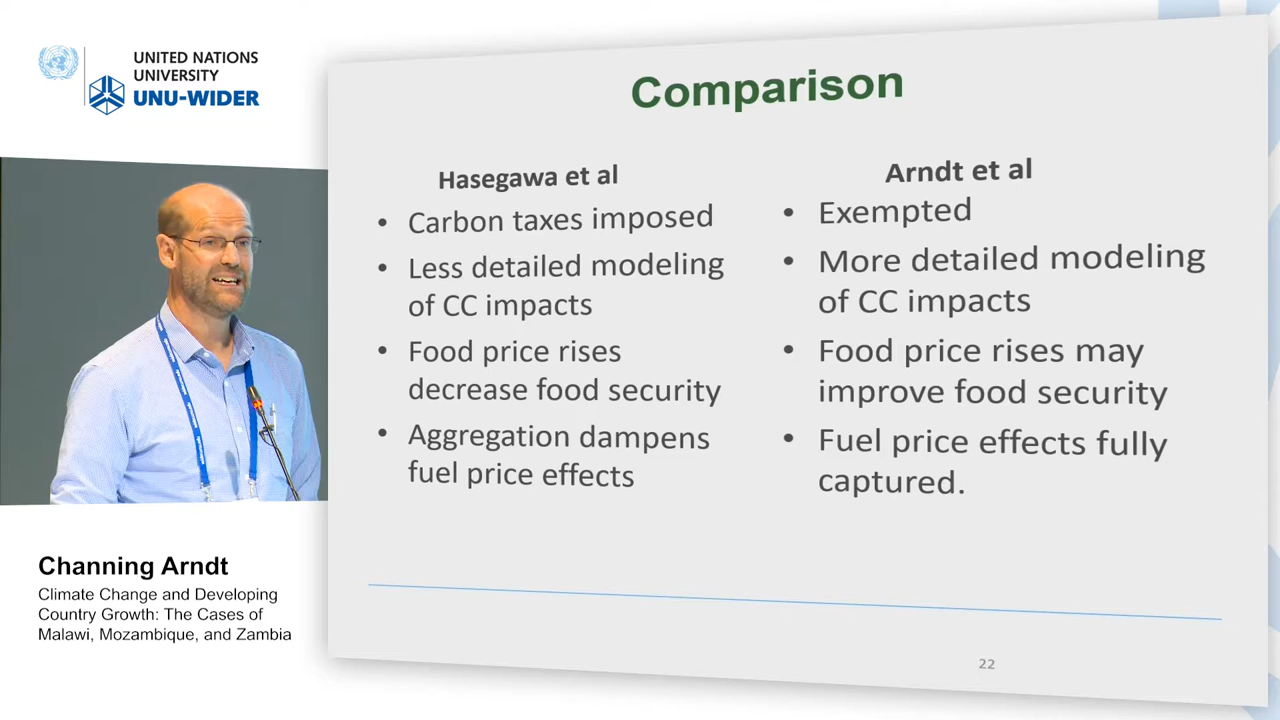 UNITED NATIONS
UNIVERSITY
UNU-WIDER
Comparison
Hasegawa et al
• Carbon taxes imposed
• Less detailed modeling
of CC impacts
• Food price rises
decrease food security
• Aggregation dampens
fuel price effects
Arndt et al
• Exempted
• More detailed modeling
of CC impacts
• Food price rises may
improve food security
• Fuel price effects fully
captured.
22
Channing Arndt
Climate Change and Developing
Country Growth: The Cases of
Malawi, Mozambique, and Zambia